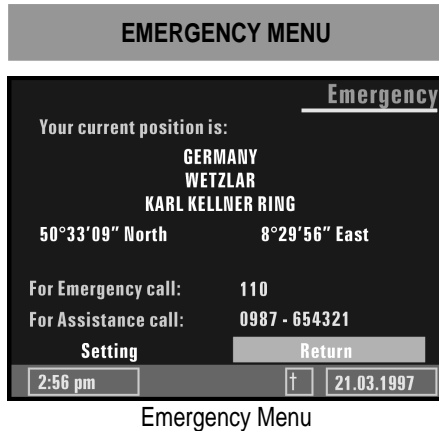 EMERGENCY MENU
Emergency
Your current position is:
GERMANY
WETZLAR
KARL KELLNER RING
50°33'09" North 8°29'56" East
For Emergency call: 110
For Assistance call: 0987 - 654321
Setting Return
2:56 pm † 21.03.1997
Emergency Menu